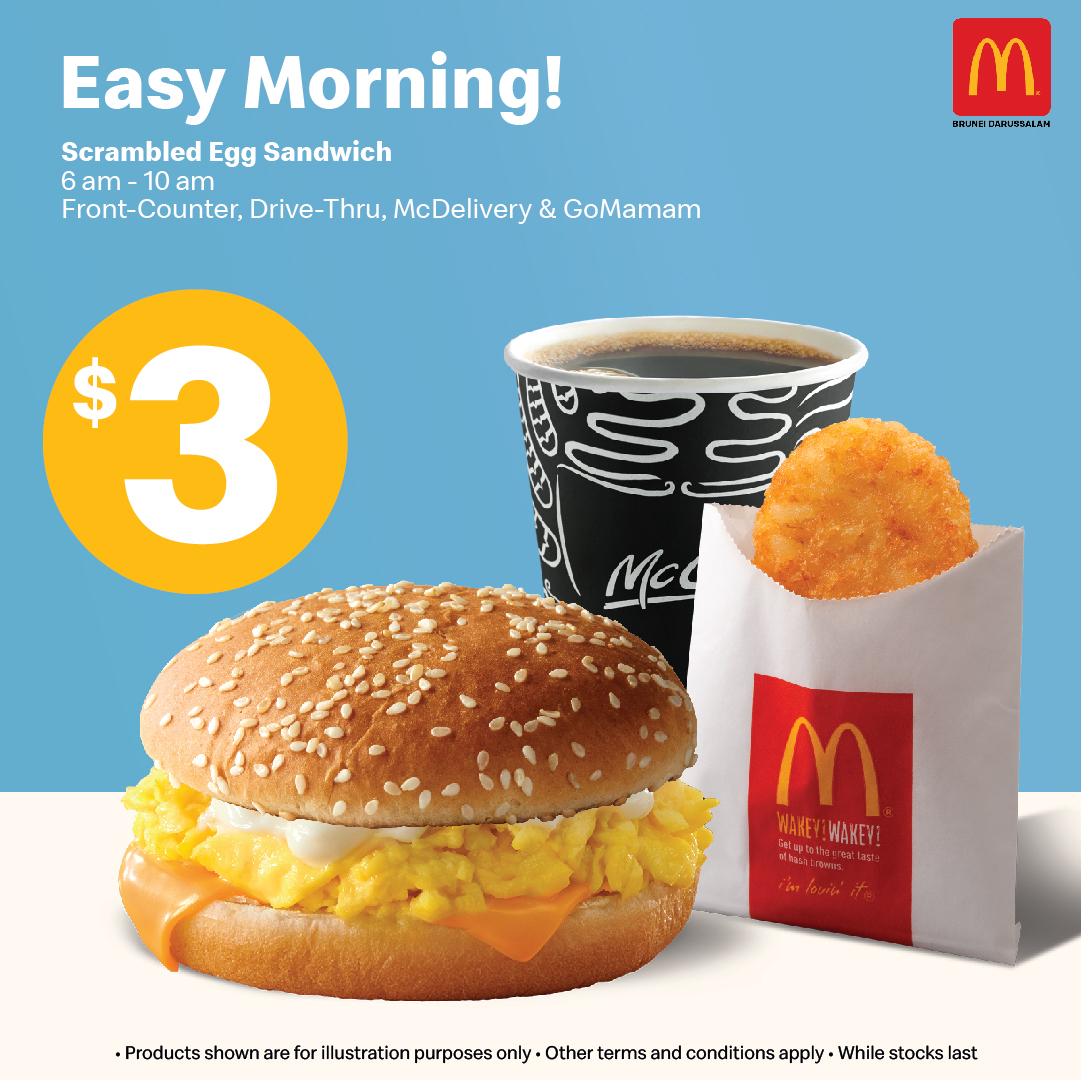 Easy Morning!
BRUNEI DARUSSALAM
Scrambled Egg Sandwich
6 am - 10 am
Front-Counter, Drive-Thru, McDelivery & GoMamam
$3
McC
WAKEY! WAKEY!
Get up to the great taste
of hash browns.
i'm lovin' it®
• Products shown are for illustration purposes only • Other terms and conditions apply • While stocks last